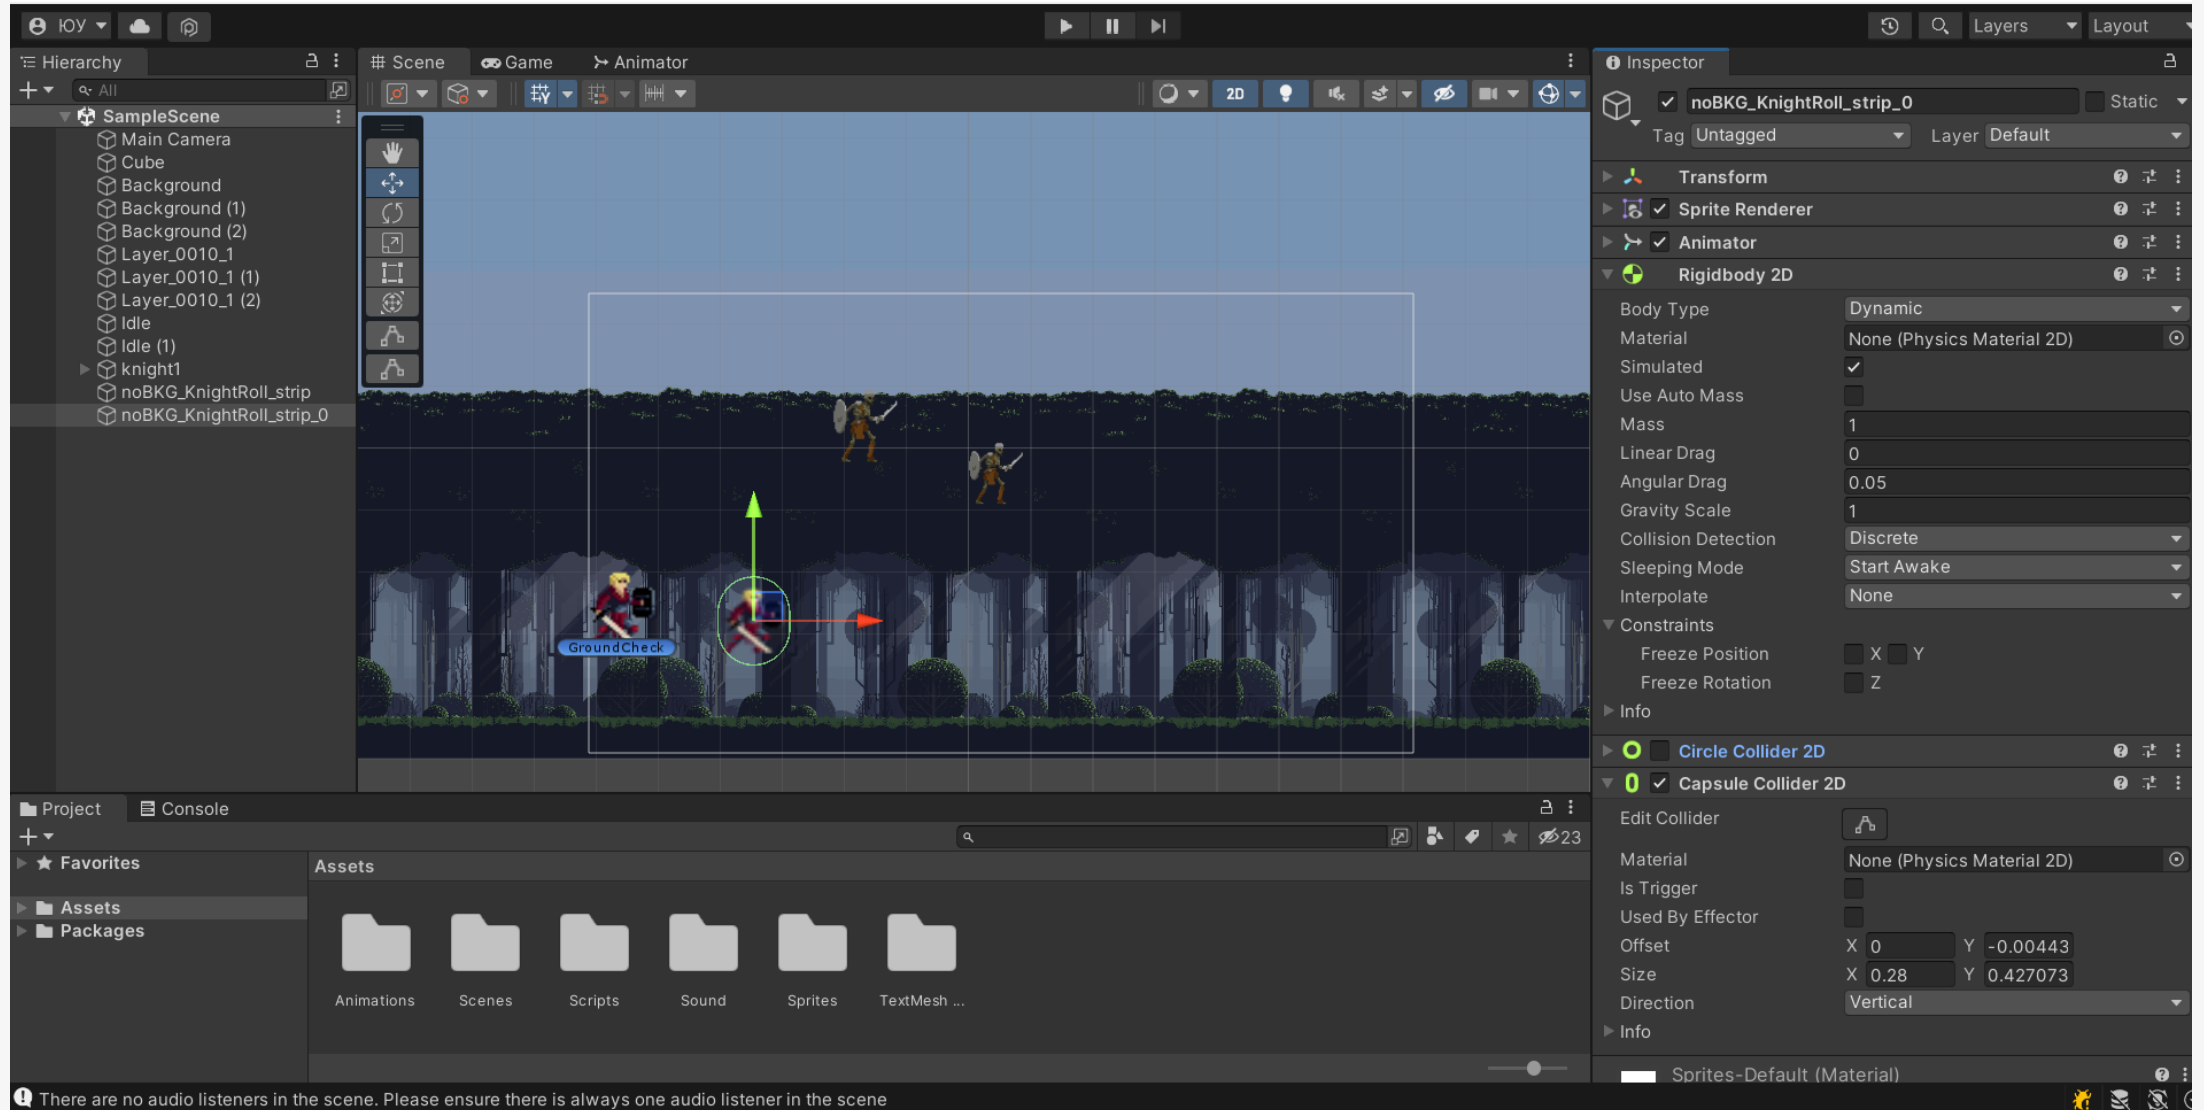 ЮУ
Layers
Layout
Hierarchy
All
SampleScene
Main Camera
Cube
Background
Background (1)
Background (2)
Layer_0010_1
Layer_0010_1 (1)
Layer_0010_1 (2)
Idle
Idle (1)
knight1
noBKG_KnightRoll_strip
noBKG_KnightRoll_strip_0
Scene
Game
Animator
2D
GroundCheck
Inspector
noBKG_KnightRoll_strip_0
Static
Tag Untagged
Layer Default
Transform
Sprite Renderer
Animator
Rigidbody 2D
Body Type Dynamic
Material None (Physics Material 2D)
Simulated
Use Auto Mass
Mass 1
Linear Drag 0
Angular Drag 0.05
Gravity Scale 1
Collision Detection Discrete
Sleeping Mode Start Awake
Interpolate None
Constraints
Freeze Position X Y
Freeze Rotation Z
Info
Circle Collider 2D
Capsule Collider 2D
Edit Collider
Material None (Physics Material 2D)
Is Trigger
Used By Effector
Offset X 0 Y -0.00443
Size X 0.28 Y 0.427073
Direction Vertical
Info
Sprites-Default (Material)
Project
Console
23
Favorites
Assets
Packages
Assets
Animations
Scenes
Scripts
Sound
Sprites
TextMesh ...
There are no audio listeners in the scene. Please ensure there is always one audio listener in the scene